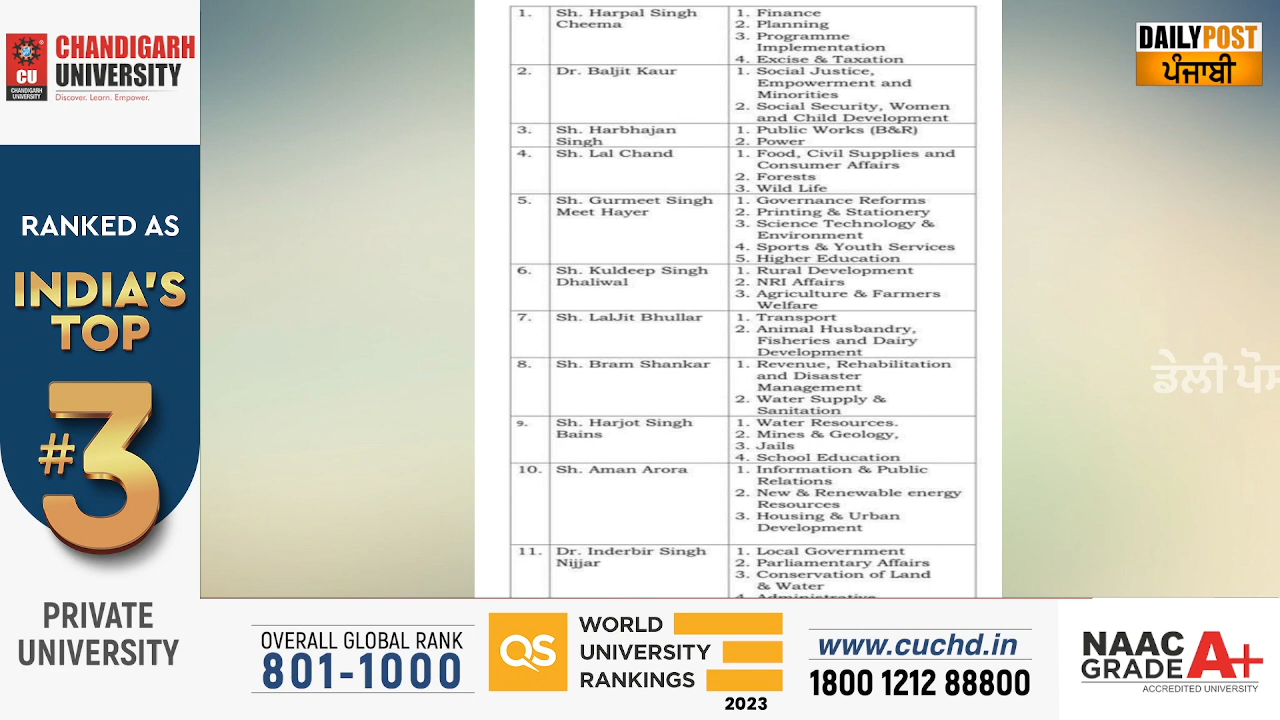 CHANDIGARH
UNIVERSITY
Discover. Learn. Empower.
CU
CHANDIGARH
UNIVERSITY
RANKED AS
INDIA'S
TOP
#3
PRIVATE
UNIVERSITY
1. Sh. Harpal Singh Cheema
1. Finance
2. Planning
3. Programme
Implementation
4. Excise & Taxation
2. Dr. Baljit Kaur
1. Social Justice,
Empowerment and
Minorities
2. Social Security, Women
and Child Development
3. Sh. Harbhajan Singh
1. Public Works (B&R)
2. Power
4. Sh. Lal Chand
1. Food, Civil Supplies and
Consumer Affairs
2. Forests
3. Wild Life
5. Sh. Gurmeet Singh Meet Hayer
1. Governance Reforms
2. Printing & Stationery
3. Science Technology &
Environment
4. Sports & Youth Services
5. Higher Education
6. Sh. Kuldeep Singh Dhaliwal
1. Rural Development
2. NRI Affairs
3. Agriculture & Farmers
Welfare
7. Sh. LalJit Bhullar
1. Transport
2. Animal Husbandry,
Fisheries and Dairy
Development
8. Sh. Bram Shankar
1. Revenue, Rehabilitation
and Disaster
Management
2. Water Supply &
Sanitation
9. Sh. Harjot Singh Bains
1. Water Resources.
2. Mines & Geology,
3. Jails
4. School Education
10. Sh. Aman Arora
1. Information & Public
Relations
2. New & Renewable energy
Resources
3. Housing & Urban
Development
11. Dr. Inderbir Singh Nijjar
1. Local Government
2. Parliamentary Affairs
3. Conservation of Land
& Water
4. Administrative
DAILY POST
ਪੰਜਾਬੀ
ਡੇਲੀ
OVERALL GLOBAL RANK
801-1000
QS
WORLD
UNIVERSITY
RANKINGS
2023
www.cuchd.in
1800 1212 88800
NAAC
GRADE A+
ACCREDITED UNIVERSITY